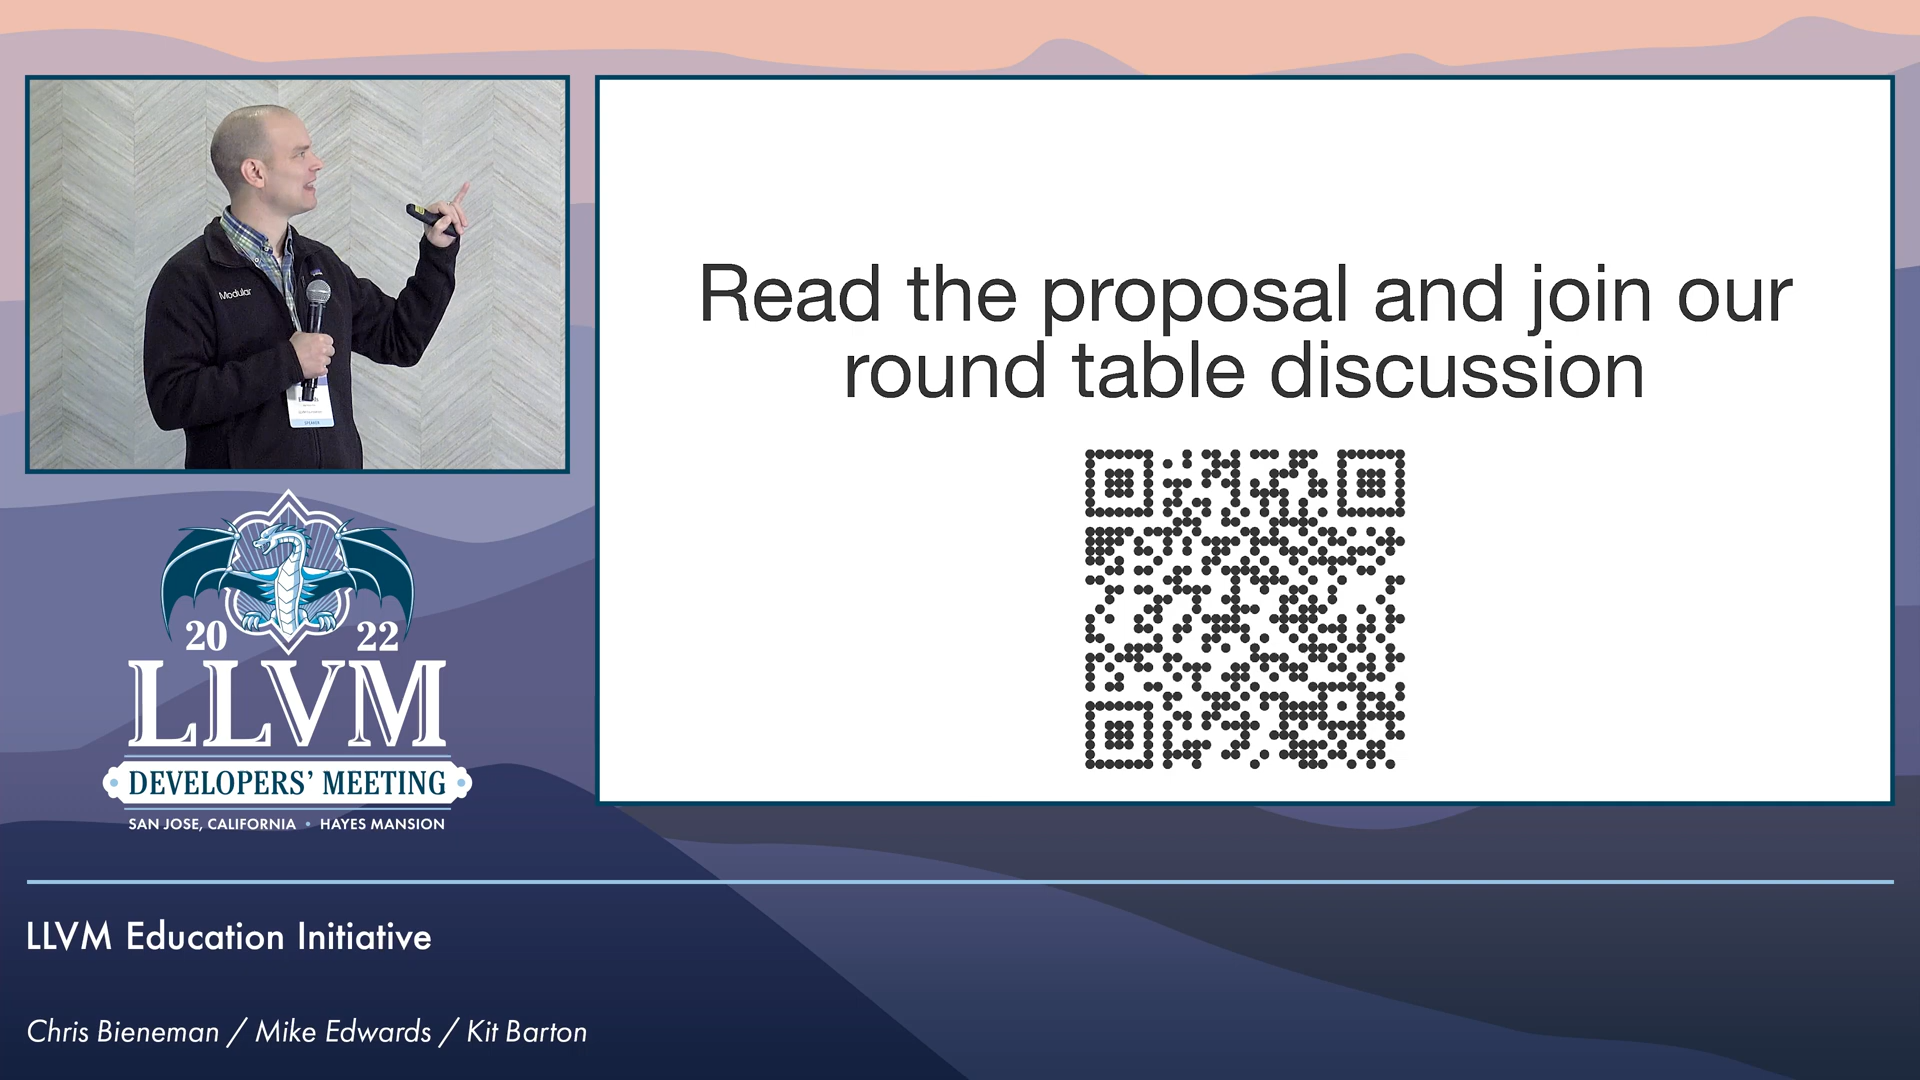 Modular
SPEAKER
Read the proposal and join our
round table discussion
20 22
LLVM
DEVELOPERS' MEETING
SAN JOSE, CALIFORNIA • HAYES MANSION
LLVM Education Initiative
Chris Bieneman / Mike Edwards / Kit Barton